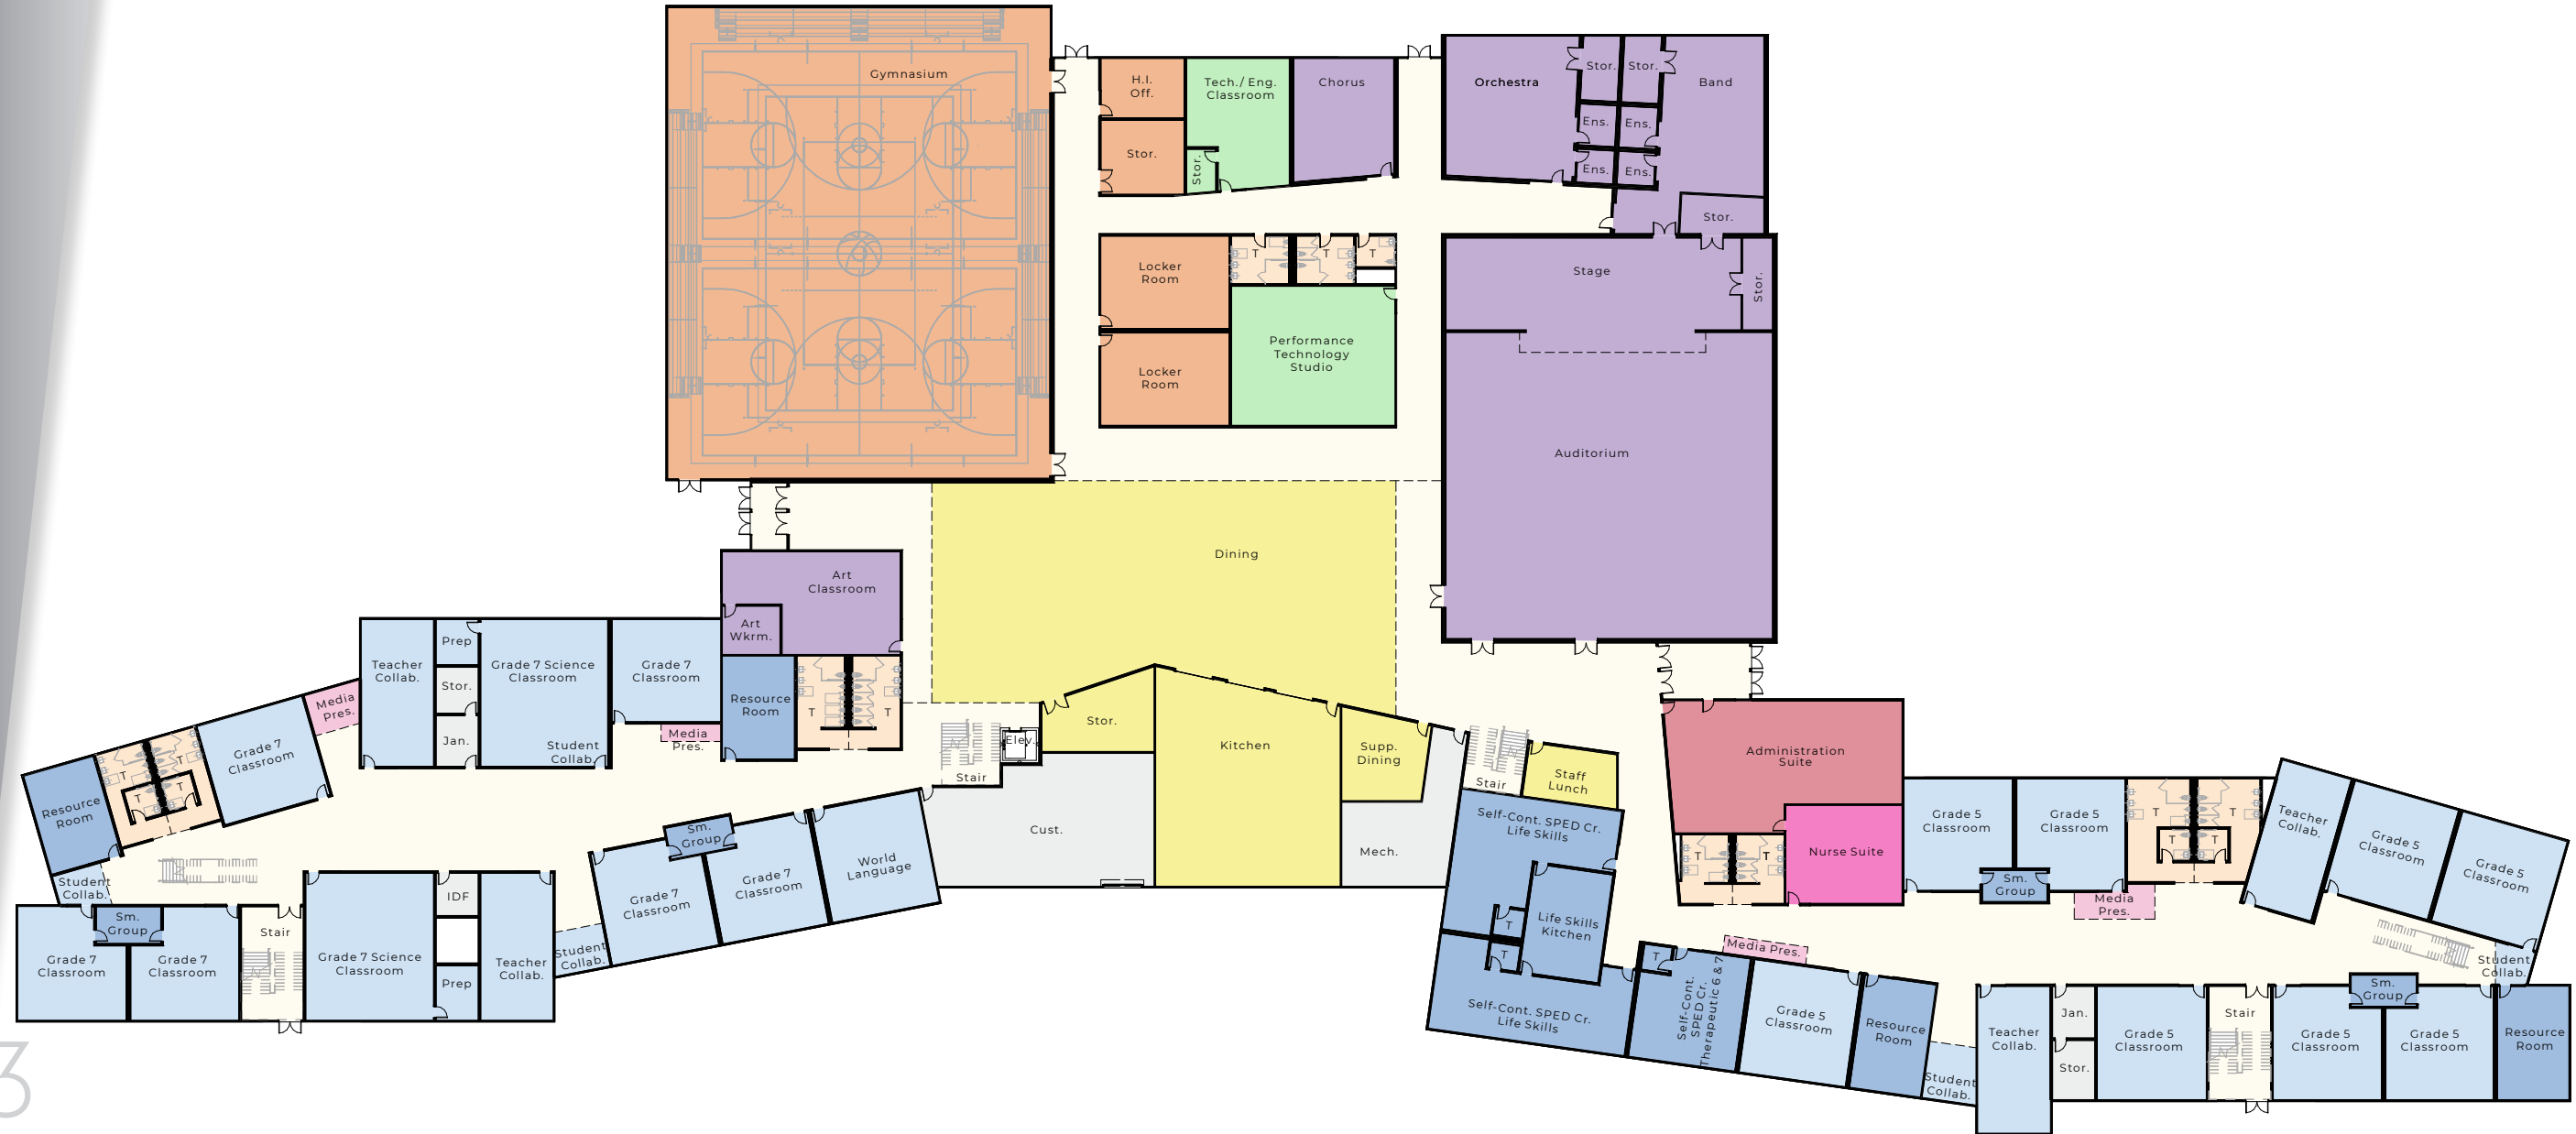 Gymnasium
H.I.
Off.
Stor.
Tech./ Eng.
Classroom
Stor.
Chorus
Orchestra
Stor.
Stor.
Ens.
Ens.
Ens.
Ens.
Band
Stor.
Locker
Room
T
T
T
Performance
Technology
Studio
Locker
Room
Stage
Stor.
Auditorium
Dining
Art
Classroom
Art
Wkrm.
Resource
Room
T
T
Teacher
Collab.
Prep
Stor.
Jan.
Grade 7 Science
Classroom
Student
Collab.
Grade 7
Classroom
Media
Pres.
Media
Pres.
Grade 7
Classroom
T
T
T
T
Resource
Room
Student
Collab.
Grade 7
Classroom
Sm.
Group
Grade 7
Classroom
Stair
Grade 7 Science
Classroom
IDF
Prep
Teacher
Collab.
Student
Collab.
Grade 7
Classroom
Sm.
Group
Grade 7
Classroom
World
Language
Stair
Elev.
Stor.
Cust.
Kitchen
Supp.
Dining
Mech.
Stair
Staff
Lunch
Self-Cont. SPED Cr.
Life Skills
Life Skills
Kitchen
T
T
Self-Cont. SPED Cr.
Life Skills
T
Self-Cont.
SPED Cr.
Therapeutic 6 & 7
Media Pres.
Grade 5
Classroom
Resource
Room
Student
Collab.
Administration
Suite
Nurse Suite
T
T
Grade 5
Classroom
Grade 5
Classroom
Sm.
Group
Media
Pres.
T
T
T
T
Teacher
Collab.
Grade 5
Classroom
Grade 5
Classroom
Student
Collab.
Teacher
Collab.
Jan.
Stor.
Grade 5
Classroom
Stair
Grade 5
Classroom
Sm.
Group
Grade 5
Classroom
Resource
Room
3